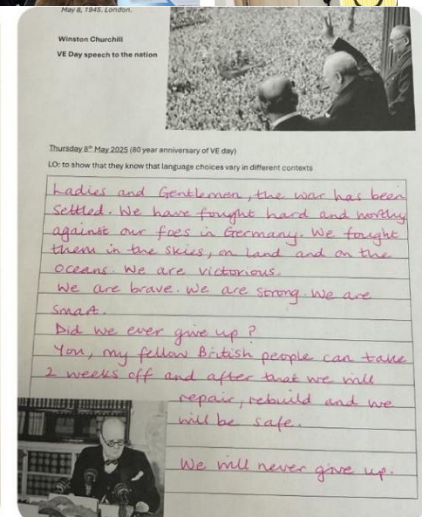 May 8, 1945, London.
Winston Churchill
VE Day speech to the nation
Thursday 8th May 2025 (80 year anniversary of VE day)
LO: to show that they know that language choices vary in different contexts
Ladies and Gentlemen, the war has been
settled. We have fought hard and worthy
against our foes in Germany. We fought
them in the skies, on land and on the
oceans. We are victorious.
We are brave. We are strong. We are
smart.
Did we ever give up?
You, my fellow British people can take
2 weeks off and after that we will
repair, rebuild and we
will be safe.
We will never give up.